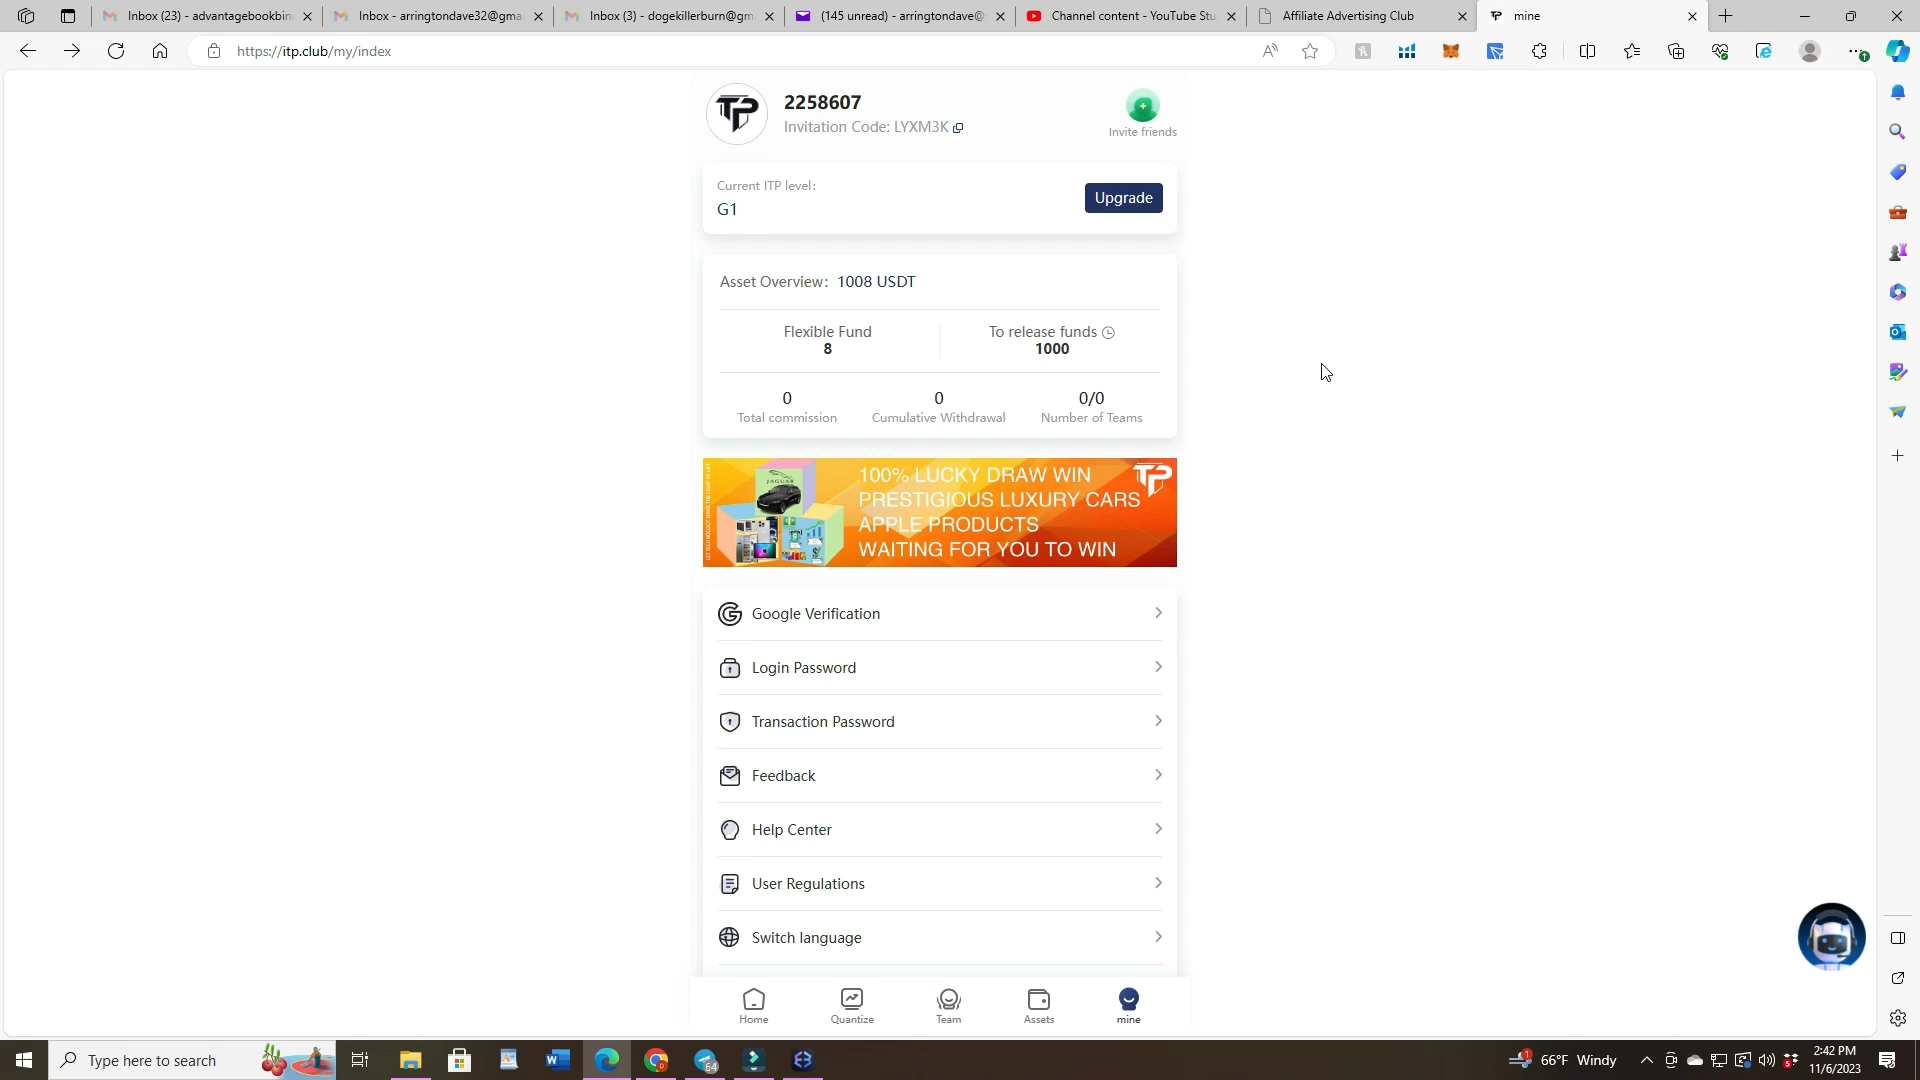 Inbox (23) - advantagebookbin
Inbox - arringtondave32@gma
Inbox (3) - dogekillerburn@gm
(145 unread) - arringtondave@
Channel content - YouTube Stu
Affiliate Advertising Club
mine
https://itp.club/my/index
2258607
Invitation Code: LYXM3K
Invite friends
Current ITP level:
G1
Upgrade
Asset Overview: 1008 USDT
Flexible Fund
8
To release funds
1000
0
Total commission
0
Cumulative Withdrawal
0/0
Number of Teams
JAGUAR
100% LUCKY DRAW WIN
PRESTIGIOUS LUXURY CARS
APPLE PRODUCTS
WAITING FOR YOU TO WIN
TP
Google Verification
Login Password
Transaction Password
Feedback
Help Center
User Regulations
Switch language
Home
Quantize
Team
Assets
mine
Type here to search
64
66°F Windy
2:42 PM
11/6/2023